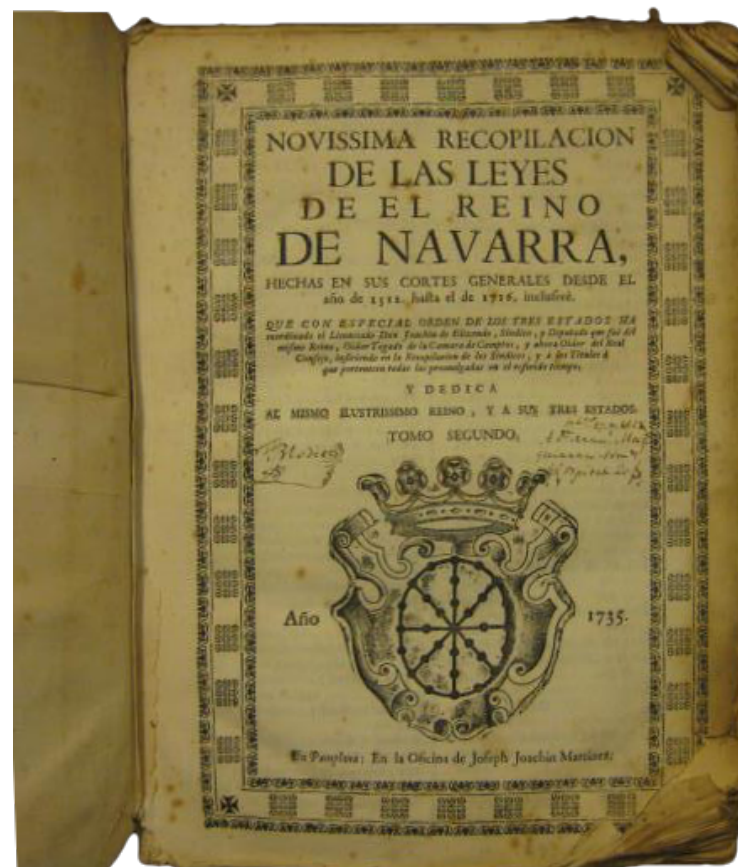 NOVISSIMA RECOPILACION
DE LAS LEYES
DE EL REINO
DE NAVARRA,
HECHAS EN SUS CORTES GENERALES DESDE EL
año de 1512. hasta el de 1716. inclusivè.
QUE CON ESPECIAL ORDEN DE LOS TRES ESTADOS HA
coordinado el Licenciado Don Joachin de Elizondo, Sindico, y Diputado que fuè del
mismo Reino, Oidor Togado de la Camara de Comptos, y ahora Oidor del Real
Consejo, insiriendo en la Recopilacion de los Sindicos, y à sus Titulos
que pertenecen todas las promulgadas en el referido tiempo;
Y DEDICA
AL MISMO ILUSTRISSIMO REINO, Y A SUS TRES ESTADOS.
TOMO SEGUNDO,
Año 1735.
En Pamplona: En la Oficina de Joseph Joachin Martinez.